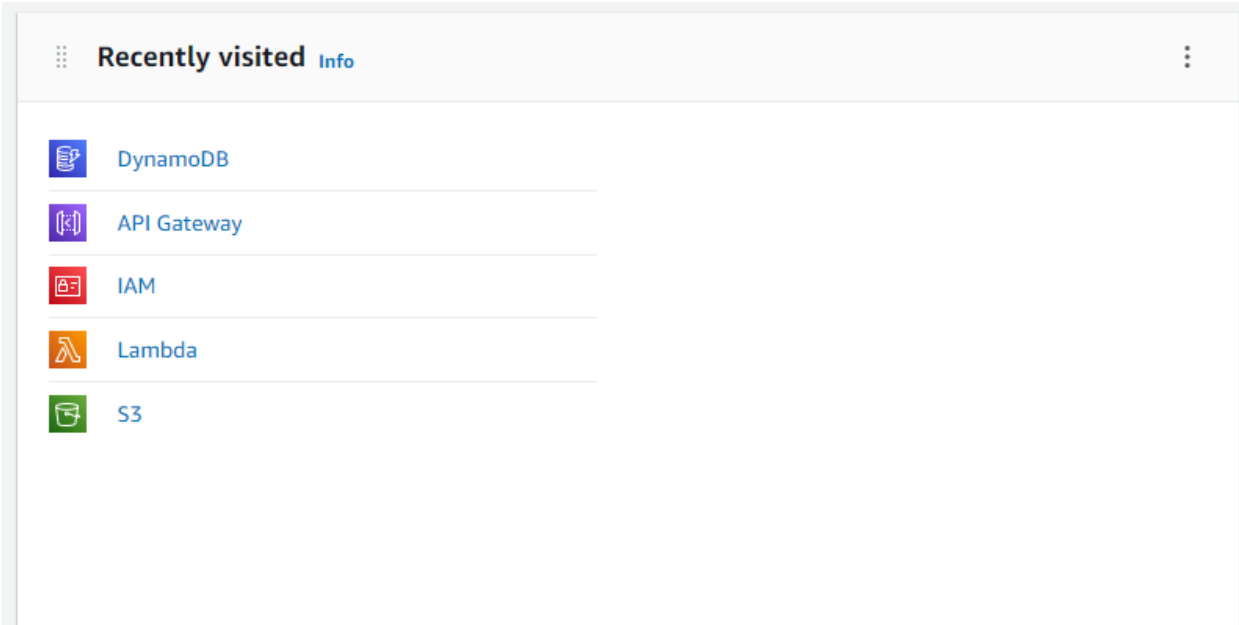 Recently visited Info
DynamoDB
API Gateway
IAM
Lambda
S3